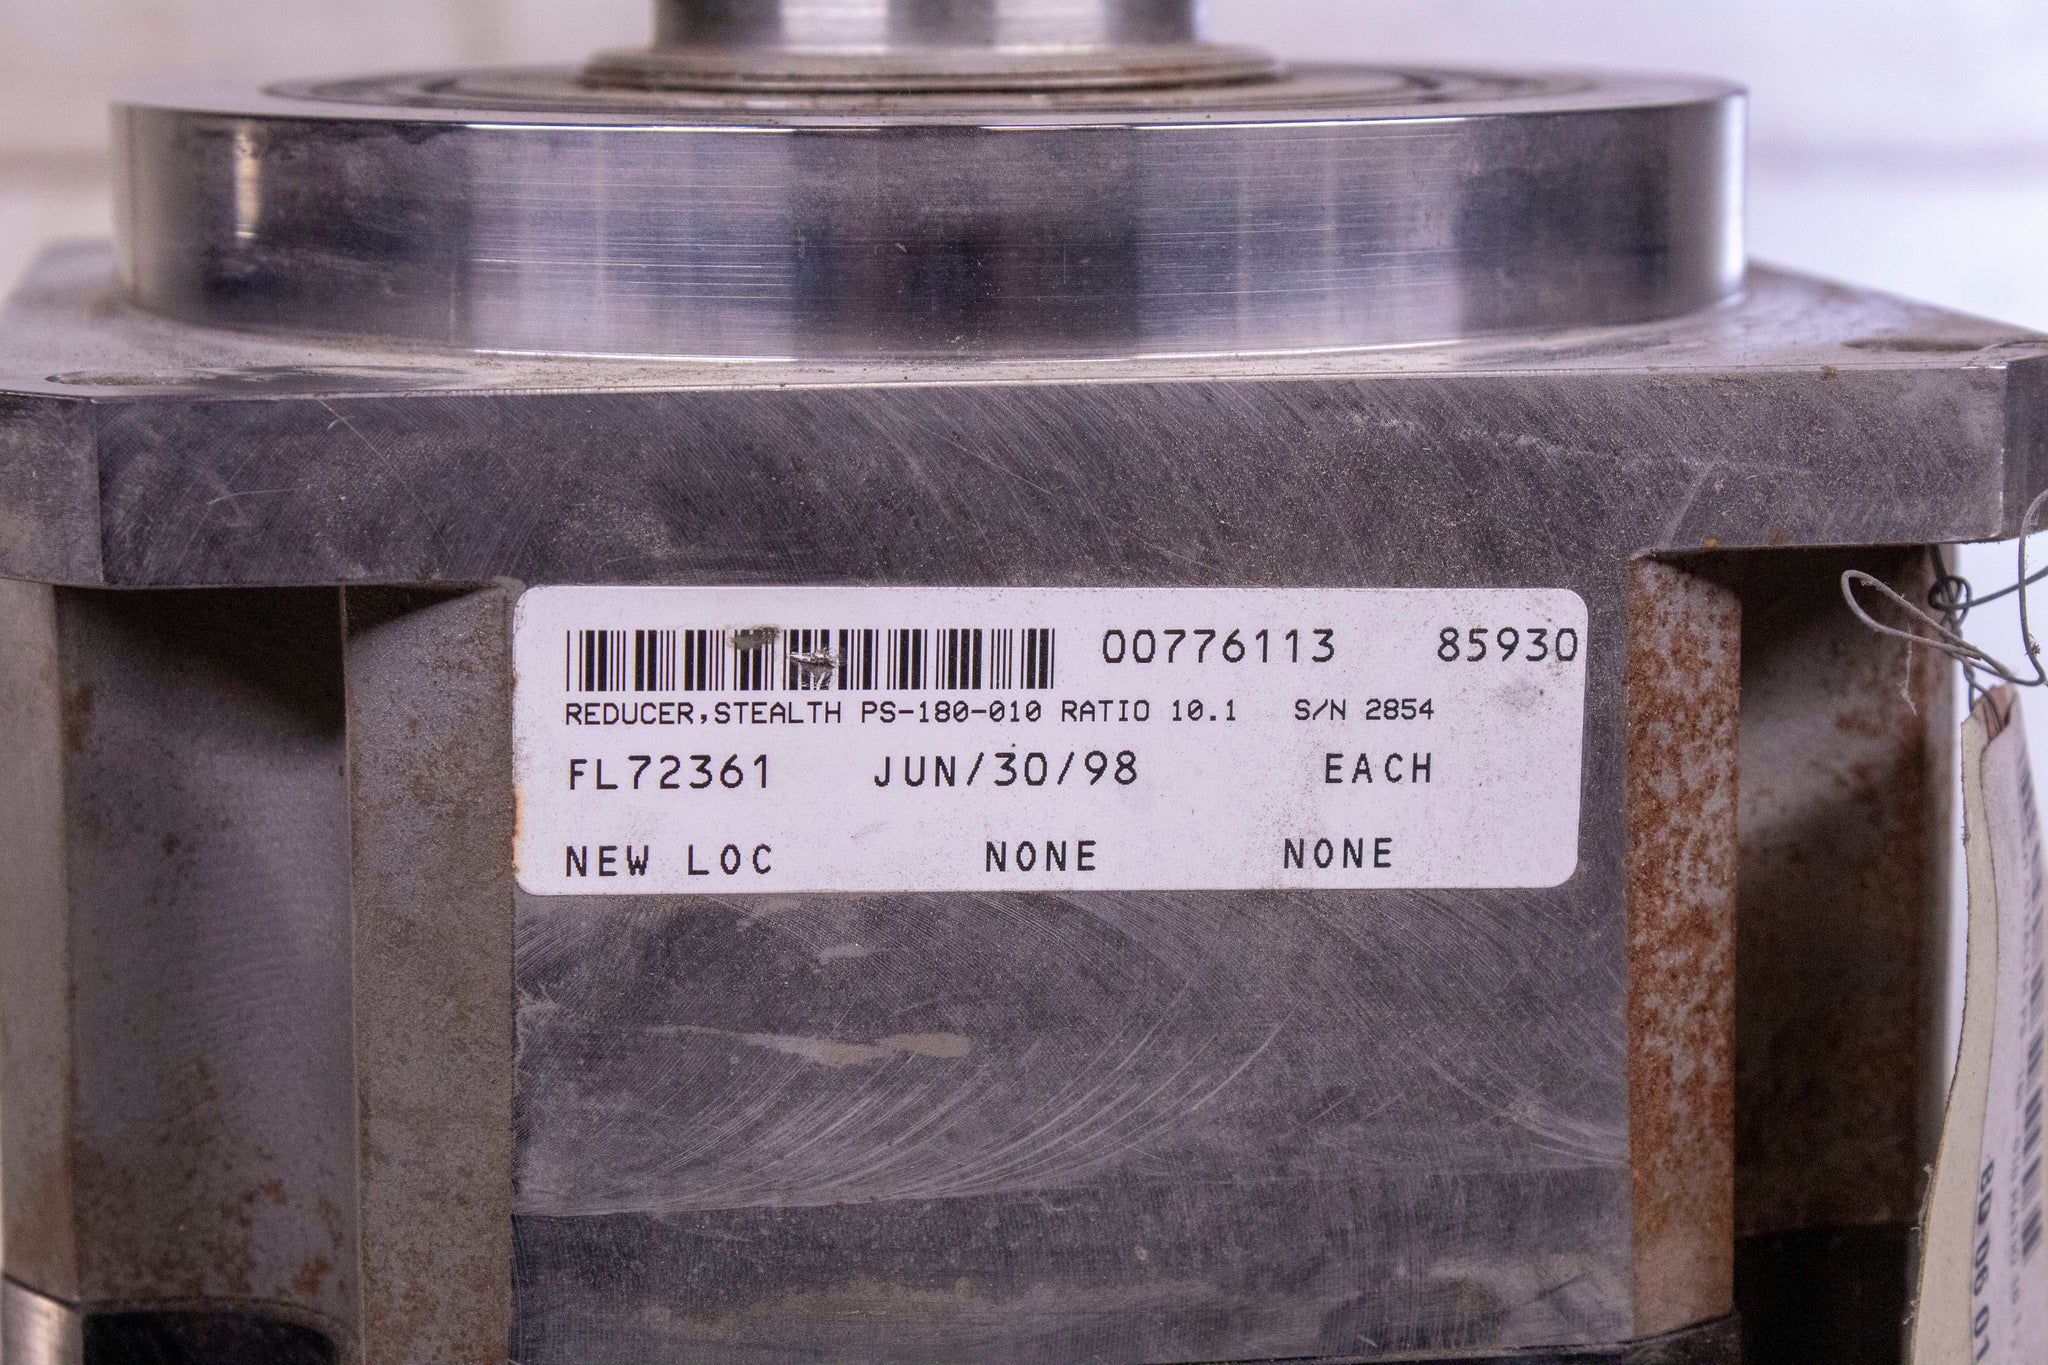 00776113 85930
REDUCER,STEALTH PS-180-010 RATIO 10.1 S/N 2854
FL72361 JUN/30/98 EACH
NEW LOC NONE NONE